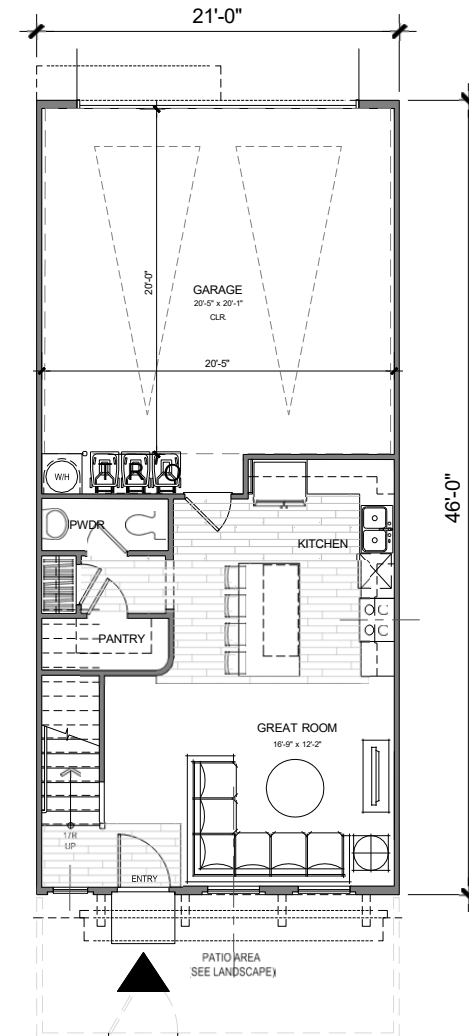 21'-0"
20'-0"
GARAGE
20'-5" x 20'-1"
CLR.
20'-5"
46'-0"
W/H
T R O
PWDR
KITCHEN
PANTRY
GREAT ROOM
16'-9" x 12'-2"
17R
UP
ENTRY
PATIO AREA
SEE LANDSCAPE)